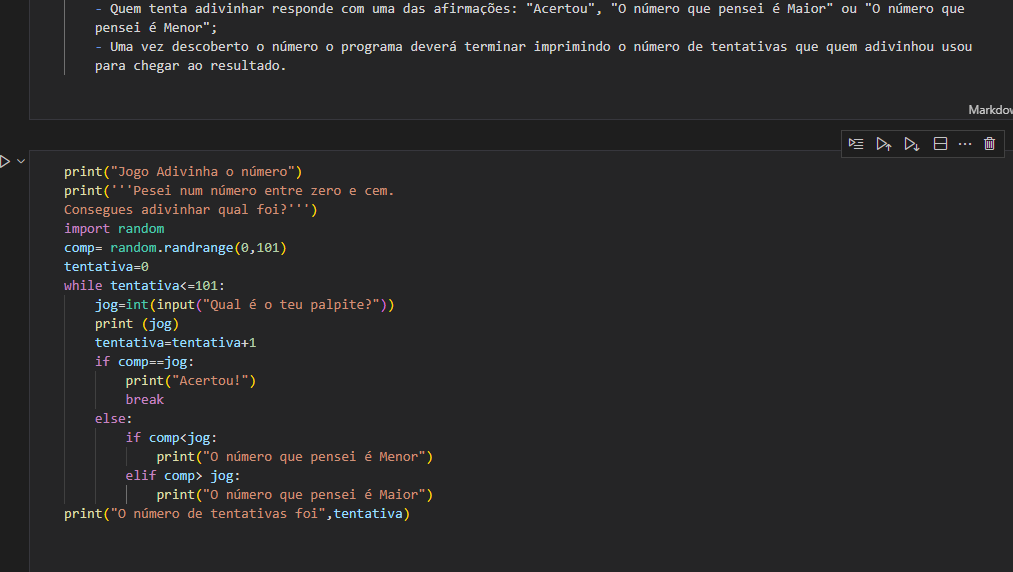 - Quem tenta adivinhar responde com uma das afirmações: "Acertou", "O número que pensei é Maior" ou "O número que
pensei é Menor";
- Uma vez descoberto o número o programa deverá terminar imprimindo o número de tentativas que quem adivinhou usou
para chegar ao resultado.
Markdow
print("Jogo Adivinha o número")
print('''Pesei num número entre zero e cem.
Consegues adivinhar qual foi?''')
import random
comp= random.randrange(0,101)
tentativa=0
while tentativa<=101:
    jog=int(input("Qual é o teu palpite?"))
    print (jog)
    tentativa=tentativa+1
    if comp==jog:
        print("Acertou!")
        break
    else:
        if comp<jog:
            print("O número que pensei é Menor")
        elif comp> jog:
            print("O número que pensei é Maior")
print("O número de tentativas foi",tentativa)